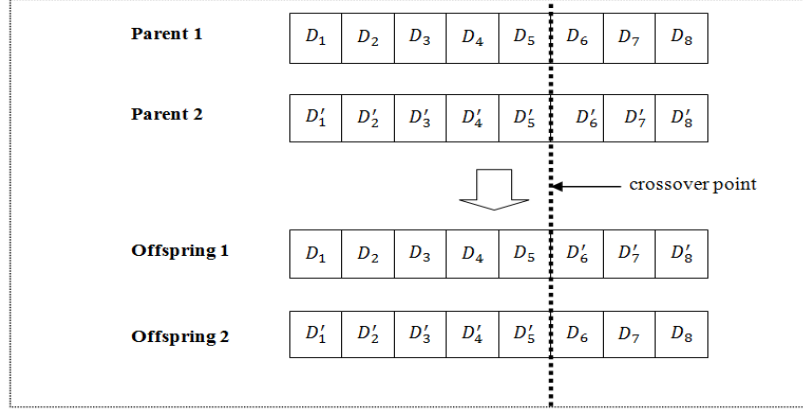 Parent 1 D₁ D₂ D₃ D₄ D₅ D₆ D₇ D₈
Parent 2 D′₁ D′₂ D′₃ D′₄ D′₅ D′₆ D′₇ D′₈
crossover point
Offspring 1 D₁ D₂ D₃ D₄ D₅ D′₆ D′₇ D′₈
Offspring 2 D′₁ D′₂ D′₃ D′₄ D′₅ D₆ D₇ D₈